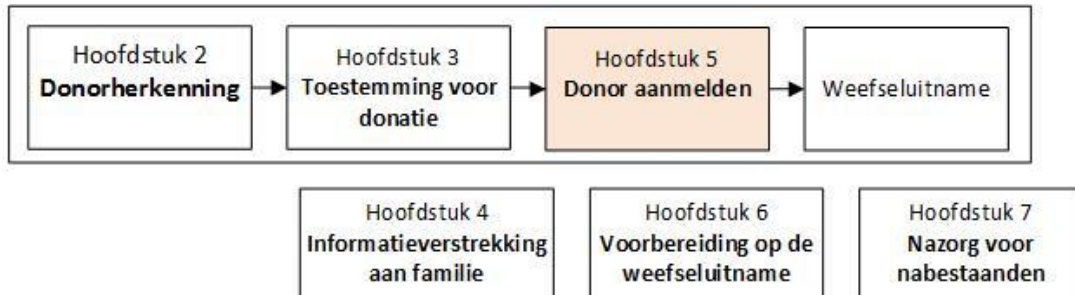 Hoofdstuk 2
Donorherkenning
Hoofdstuk 3
Toestemming voor
donatie
Hoofdstuk 5
Donor aanmelden
Weefseluitname
Hoofdstuk 4
Informatieverstrekking
aan familie
Hoofdstuk 6
Voorbereiding op de
weefseluitname
Hoofdstuk 7
Nazorg voor
nabestaanden